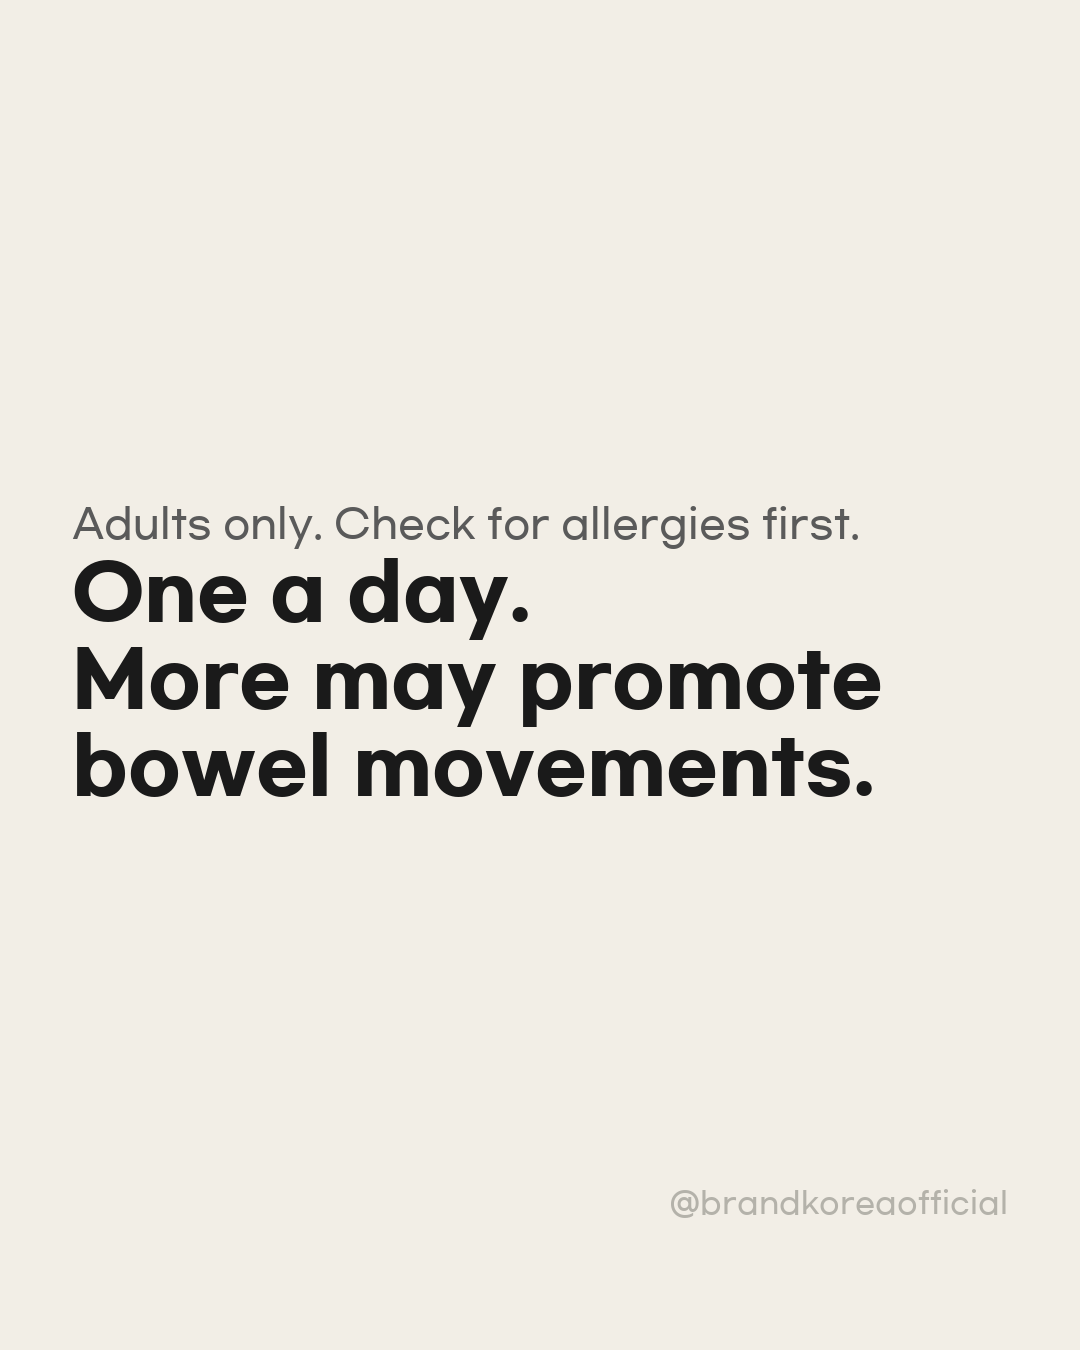 Adults only. Check for allergies first.
One a day.
More may promote
bowel movements.
@brandkoreaofficial